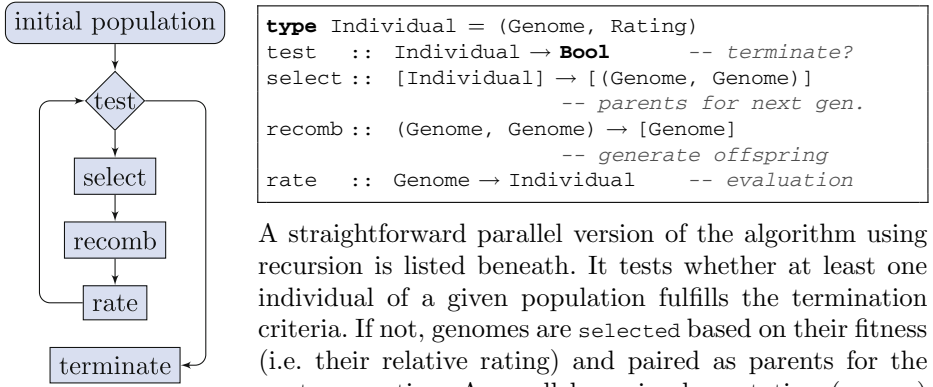 initial population
test
select
recomb
rate
terminate
type Individual = (Genome, Rating)
test :: Individual → Bool -- terminate?
select :: [Individual] → [(Genome, Genome)]
-- parents for next gen.
recomb :: (Genome, Genome) → [Genome]
-- generate offspring
rate :: Genome → Individual -- evaluation
A straightforward parallel version of the algorithm using
recursion is listed beneath. It tests whether at least one
individual of a given population fulfills the termination
criteria. If not, genomes are selected based on their fitness
(i.e. their relative rating) and paired as parents for the